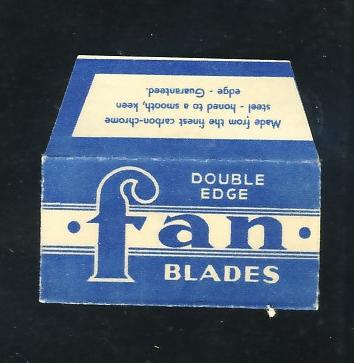 Made from the finest carbon-chrome
steel - honed to a smooth, keen
edge - Guaranteed.
DOUBLE
EDGE
fan
BLADES